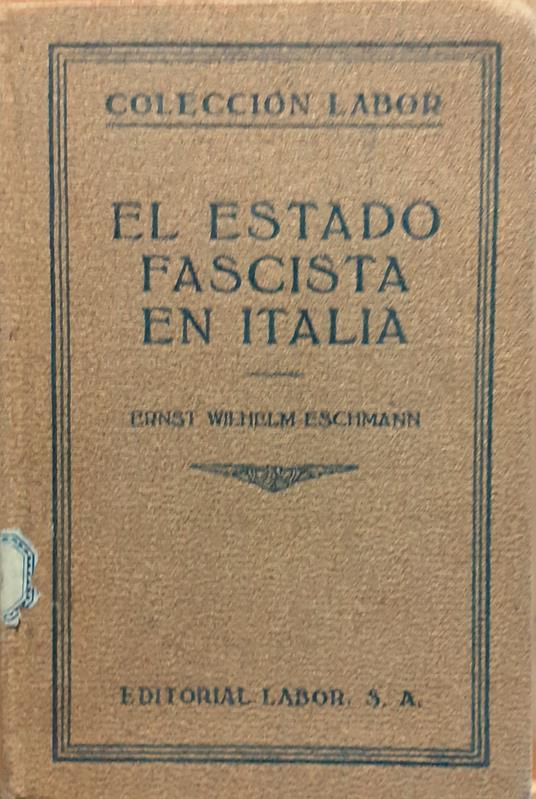 COLECCIÓN LABOR
EL ESTADO
FASCISTA
EN ITALIA
ERNST WILHELM ESCHMANN
EDITORIAL LABOR, S. A.